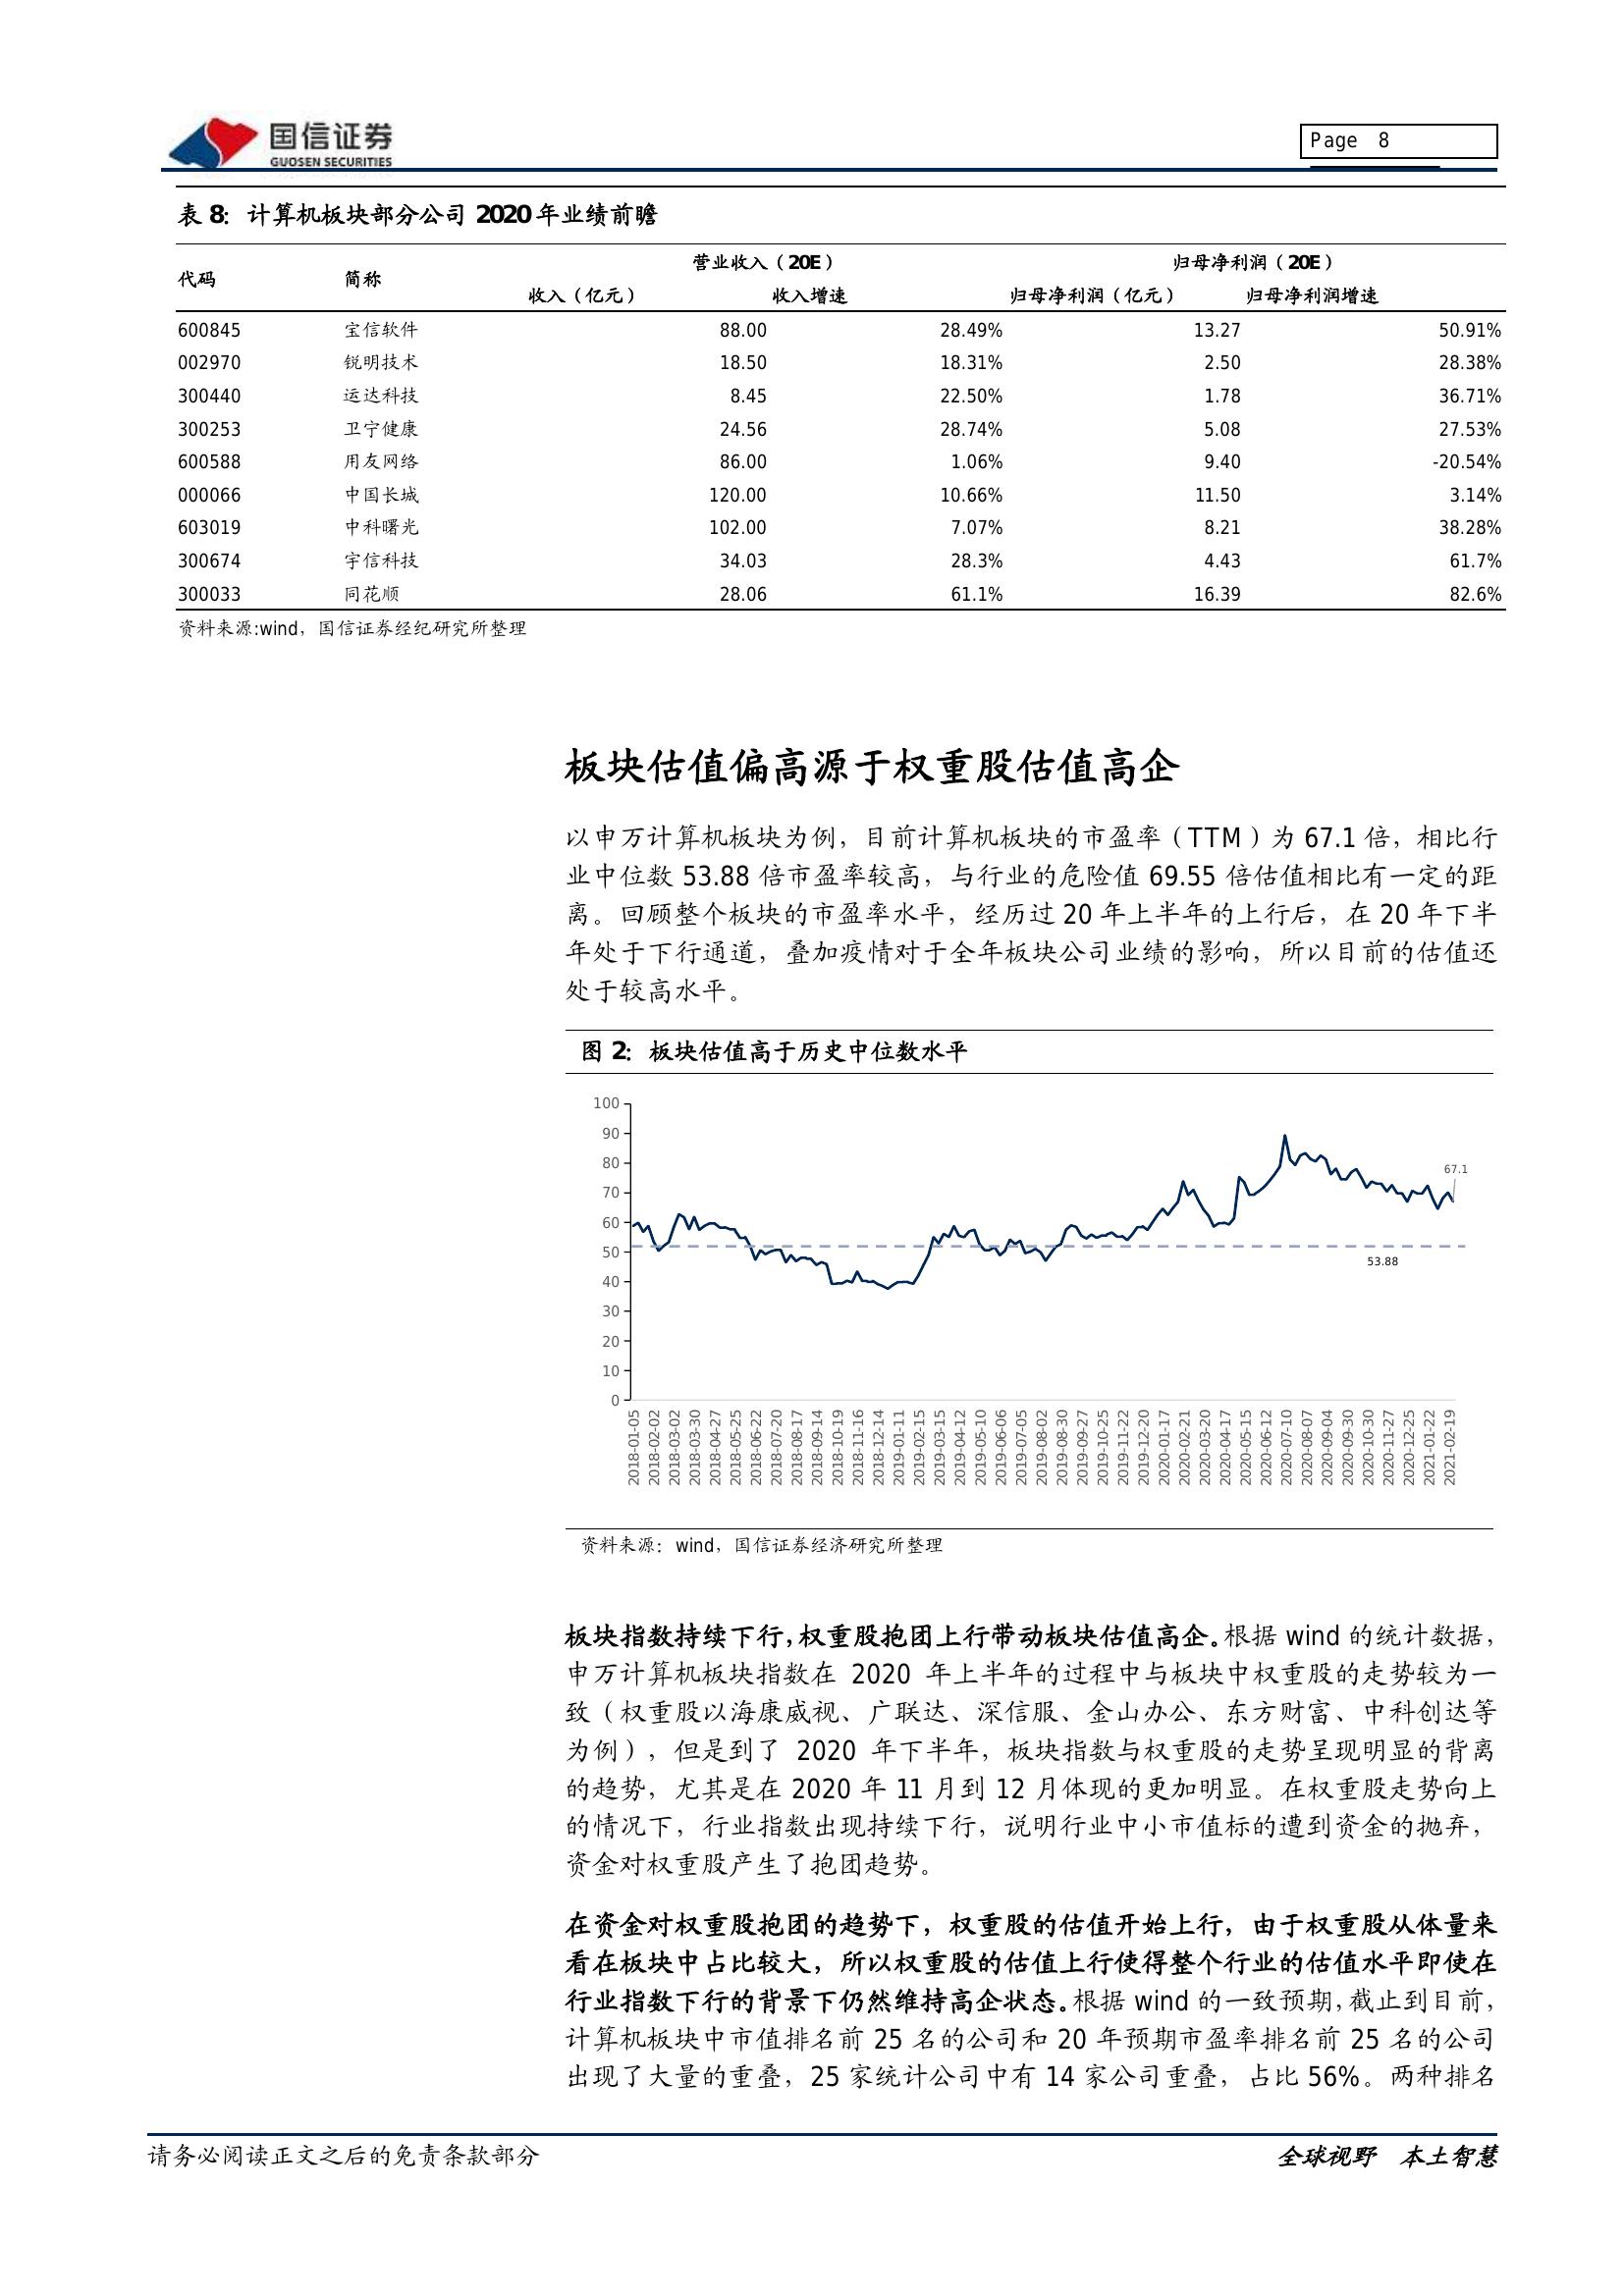 国信证券
GUOSEN SECURITIES
Page 8
表 8：计算机板块部分公司 2020 年业绩前瞻
代码 简称 营业收入（20E） 归母净利润（20E）
收入（亿元） 收入增速 归母净利润（亿元） 归母净利润增速
600845 宝信软件 88.00 28.49% 13.27 50.91%
002970 锐明技术 18.50 18.31% 2.50 28.38%
300440 运达科技 8.45 22.50% 1.78 36.71%
300253 卫宁健康 24.56 28.74% 5.08 27.53%
600588 用友网络 86.00 1.06% 9.40 -20.54%
000066 中国长城 120.00 10.66% 11.50 3.14%
603019 中科曙光 102.00 7.07% 8.21 38.28%
300674 宇信科技 34.03 28.3% 4.43 61.7%
300033 同花顺 28.06 61.1% 16.39 82.6%
资料来源:wind，国信证券经纪研究所整理
板块估值偏高源于权重股估值高企
以申万计算机板块为例，目前计算机板块的市盈率（TTM）为 67.1 倍，相比行
业中位数 53.88 倍市盈率较高，与行业的危险值 69.55 倍估值相比有一定的距
离。回顾整个板块的市盈率水平，经历过 20 年上半年的上行后，在 20 年下半
年处于下行通道，叠加疫情对于全年板块公司业绩的影响，所以目前的估值还
处于较高水平。
图 2：板块估值高于历史中位数水平
100
90
80
70
60
50
40
30
20
10
0
67.1
53.88
2018-01-05
2018-02-02
2018-03-02
2018-03-30
2018-04-27
2018-05-25
2018-06-22
2018-07-20
2018-08-17
2018-09-14
2018-10-19
2018-11-16
2018-12-14
2019-01-11
2019-02-15
2019-03-15
2019-04-12
2019-05-10
2019-06-06
2019-07-05
2019-08-02
2019-08-30
2019-09-27
2019-10-25
2019-11-22
2019-12-20
2020-01-17
2020-02-21
2020-03-20
2020-04-17
2020-05-15
2020-06-12
2020-07-10
2020-08-07
2020-09-04
2020-09-30
2020-10-30
2020-11-27
2020-12-25
2021-01-22
2021-02-19
资料来源：wind，国信证券经济研究所整理
板块指数持续下行，权重股抱团上行带动板块估值高企。根据 wind 的统计数据，
申万计算机板块指数在 2020 年上半年的过程中与板块中权重股的走势较为一
致（权重股以海康威视、广联达、深信服、金山办公、东方财富、中科创达等
为例），但是到了 2020 年下半年，板块指数与权重股的走势呈现明显的背离
的趋势，尤其是在 2020 年 11 月到 12 月体现的更加明显。在权重股走势向上
的情况下，行业指数出现持续下行，说明行业中小市值标的遭到资金的抛弃，
资金对权重股产生了抱团趋势。
在资金对权重股抱团的趋势下，权重股的估值开始上行，由于权重股从体量来
看在板块中占比较大，所以权重股的估值上行使得整个行业的估值水平即使在
行业指数下行的背景下仍然维持高企状态。根据 wind 的一致预期，截止到目前，
计算机板块中市值排名前 25 名的公司和 20 年预期市盈率排名前 25 名的公司
出现了大量的重叠，25 家统计公司中有 14 家公司重叠，占比 56%。两种排名
请务必阅读正文之后的免责条款部分
全球视野 本土智慧